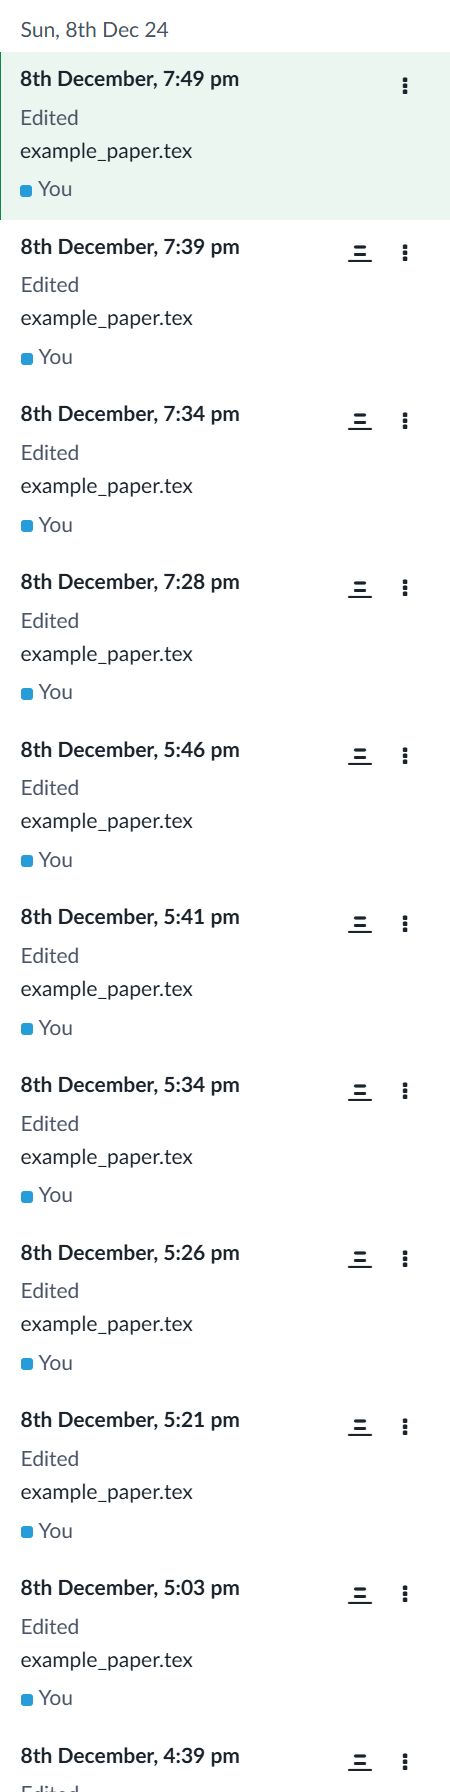 Sun, 8th Dec 24
8th December, 7:49 pm
Edited
example_paper.tex
You
8th December, 7:39 pm
Edited
example_paper.tex
You
8th December, 7:34 pm
Edited
example_paper.tex
You
8th December, 7:28 pm
Edited
example_paper.tex
You
8th December, 5:46 pm
Edited
example_paper.tex
You
8th December, 5:41 pm
Edited
example_paper.tex
You
8th December, 5:34 pm
Edited
example_paper.tex
You
8th December, 5:26 pm
Edited
example_paper.tex
You
8th December, 5:21 pm
Edited
example_paper.tex
You
8th December, 5:03 pm
Edited
example_paper.tex
You
8th December, 4:39 pm
Edited